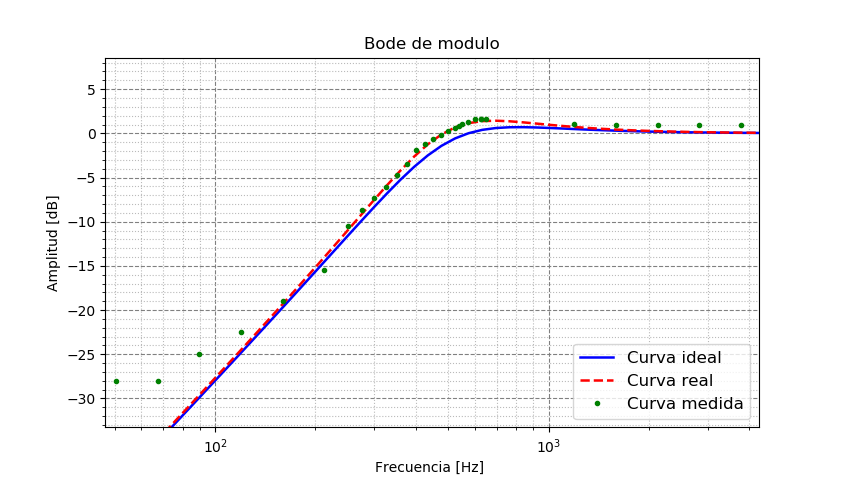 Bode de modulo
Amplitud [dB]
5
0
−5
−10
−15
−20
−25
−30
10²
10³
Frecuencia [Hz]
Curva ideal
Curva real
Curva medida